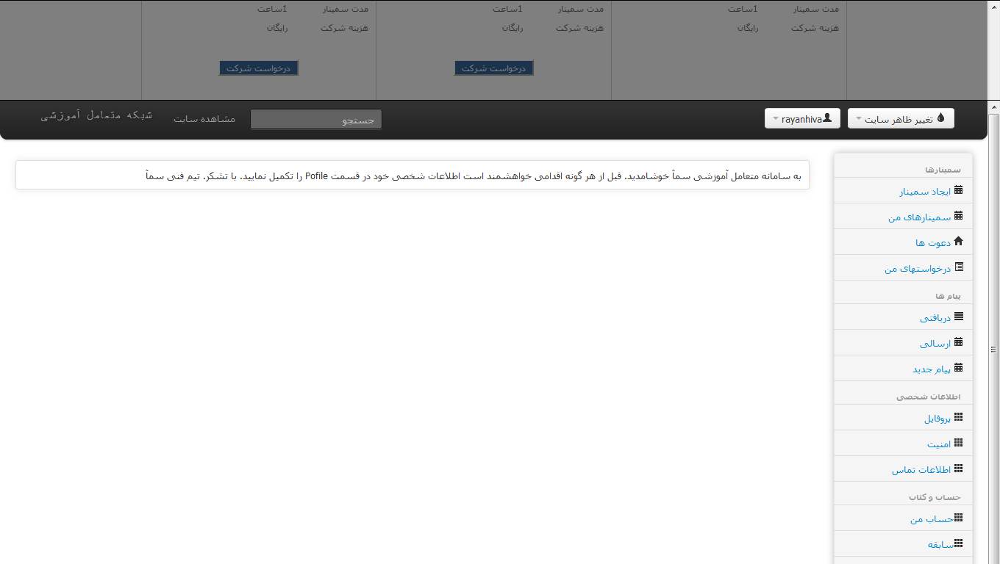 مدت سمینار 1ساعت مدت سمینار 1ساعت مدت سمینار 1ساعت
هزینه شرکت رایگان هزینه شرکت رایگان هزینه شرکت رایگان
درخواست شرکت درخواست شرکت
تغییر ظاهر سایت rayanhiva جستجو مشاهده سایت شبکه متعامل آموزشی
به سامانه متعامل آموزشی سمآ خوشامدید. قبل از هر گونه اقدامی خواهشمند است اطلاعات شخصی خود در قسمت Pofile را تکمیل نمایید. با تشکر. تیم فنی سمآ
سمینارها
ایجاد سمینار
سمینارهای من
دعوت ها
درخواستهای من
پیام ها
دریافتی
ارسالی
پیام جدید
اطلاعات شخصی
پروفایل
امنیت
اطلاعات تماس
حساب و کتاب
حساب من
سابقه